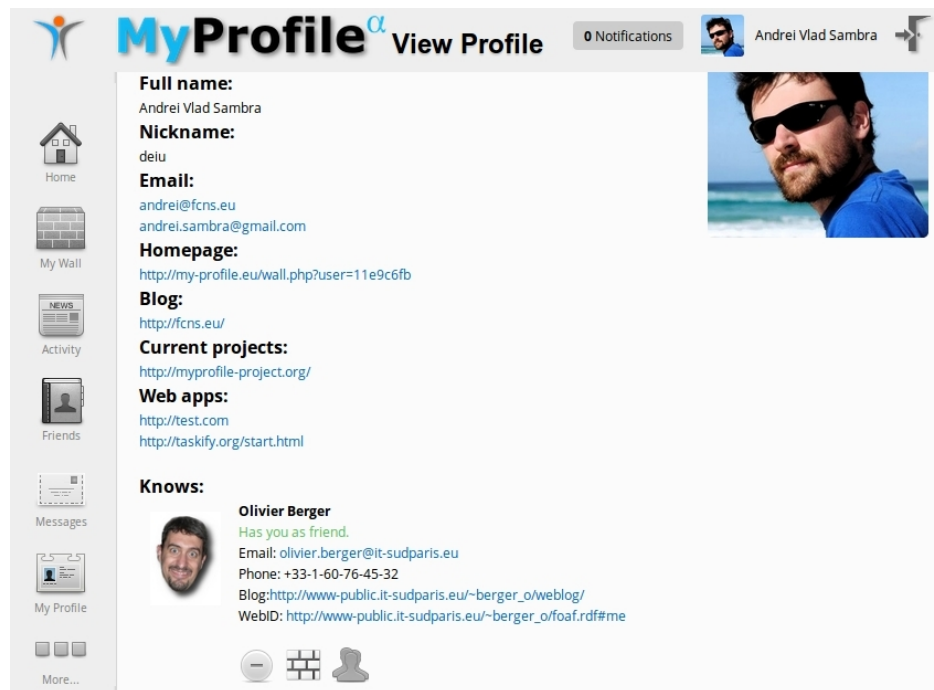 MyProfile α View Profile
0 Notifications
Andrei Vlad Sambra
Home
My Wall
NEWS
Activity
Friends
Messages
My Profile
More...
Full name:
Andrei Vlad Sambra
Nickname:
deiu
Email:
andrei@fcns.eu
andrei.sambra@gmail.com
Homepage:
http://my-profile.eu/wall.php?user=11e9c6fb
Blog:
http://fcns.eu/
Current projects:
http://myprofile-project.org/
Web apps:
http://test.com
http://taskify.org/start.html
Knows:
Olivier Berger
Has you as friend.
Email: olivier.berger@it-sudparis.eu
Phone: +33-1-60-76-45-32
Blog:http://www-public.it-sudparis.eu/~berger_o/weblog/
WebID: http://www-public.it-sudparis.eu/~berger_o/foaf.rdf#me